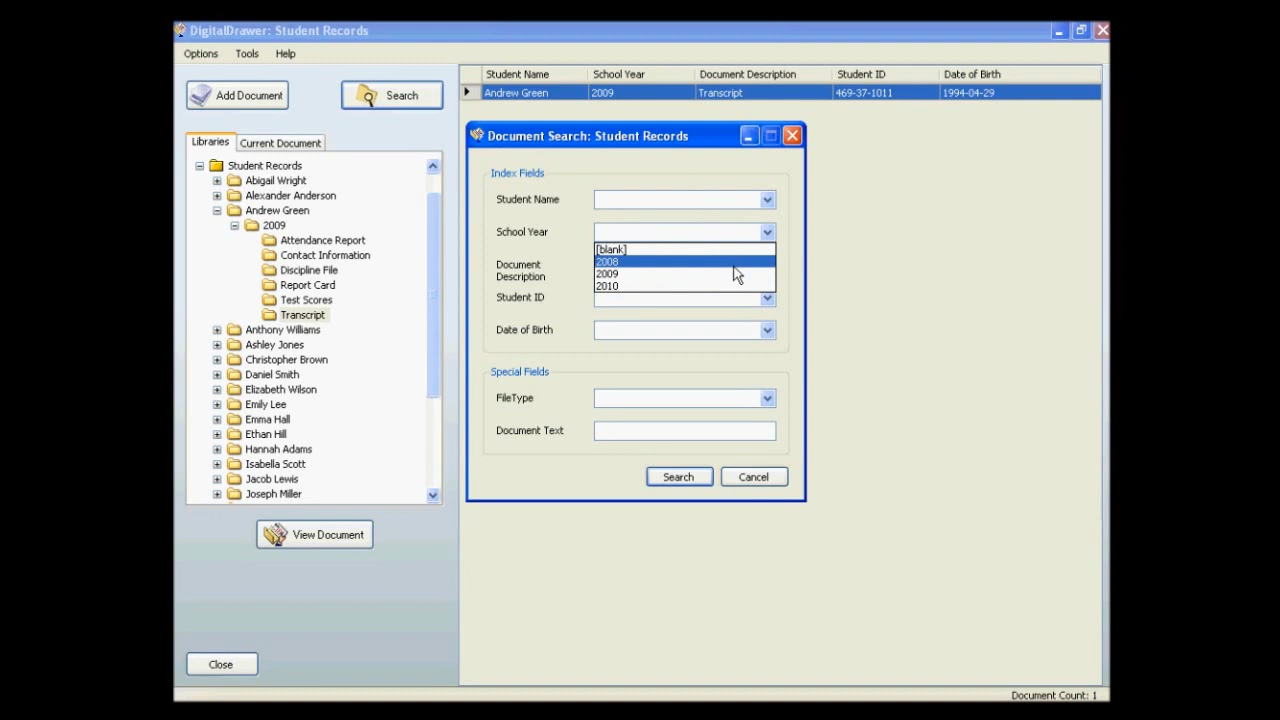 DigitalDrawer: Student Records
Options Tools Help
Add Document Search
Student Name School Year Document Description Student ID Date of Birth
Andrew Green 2009 Transcript 469-37-1011 1994-04-29
Libraries Current Document
Student Records
Abigail Wright
Alexander Anderson
Andrew Green
2009
Attendance Report
Contact Information
Discipline File
Report Card
Test Scores
Transcript
Anthony Williams
Ashley Jones
Christopher Brown
Daniel Smith
Elizabeth Wilson
Emily Lee
Emma Hall
Ethan Hill
Hannah Adams
Isabella Scott
Jacob Lewis
Joseph Miller
View Document
Close
Document Search: Student Records
Index Fields
Student Name
School Year
[blank]
2008
2009
2010
Document
Description
Student ID
Date of Birth
Special Fields
FileType
Document Text
Search Cancel
Document Count: 1